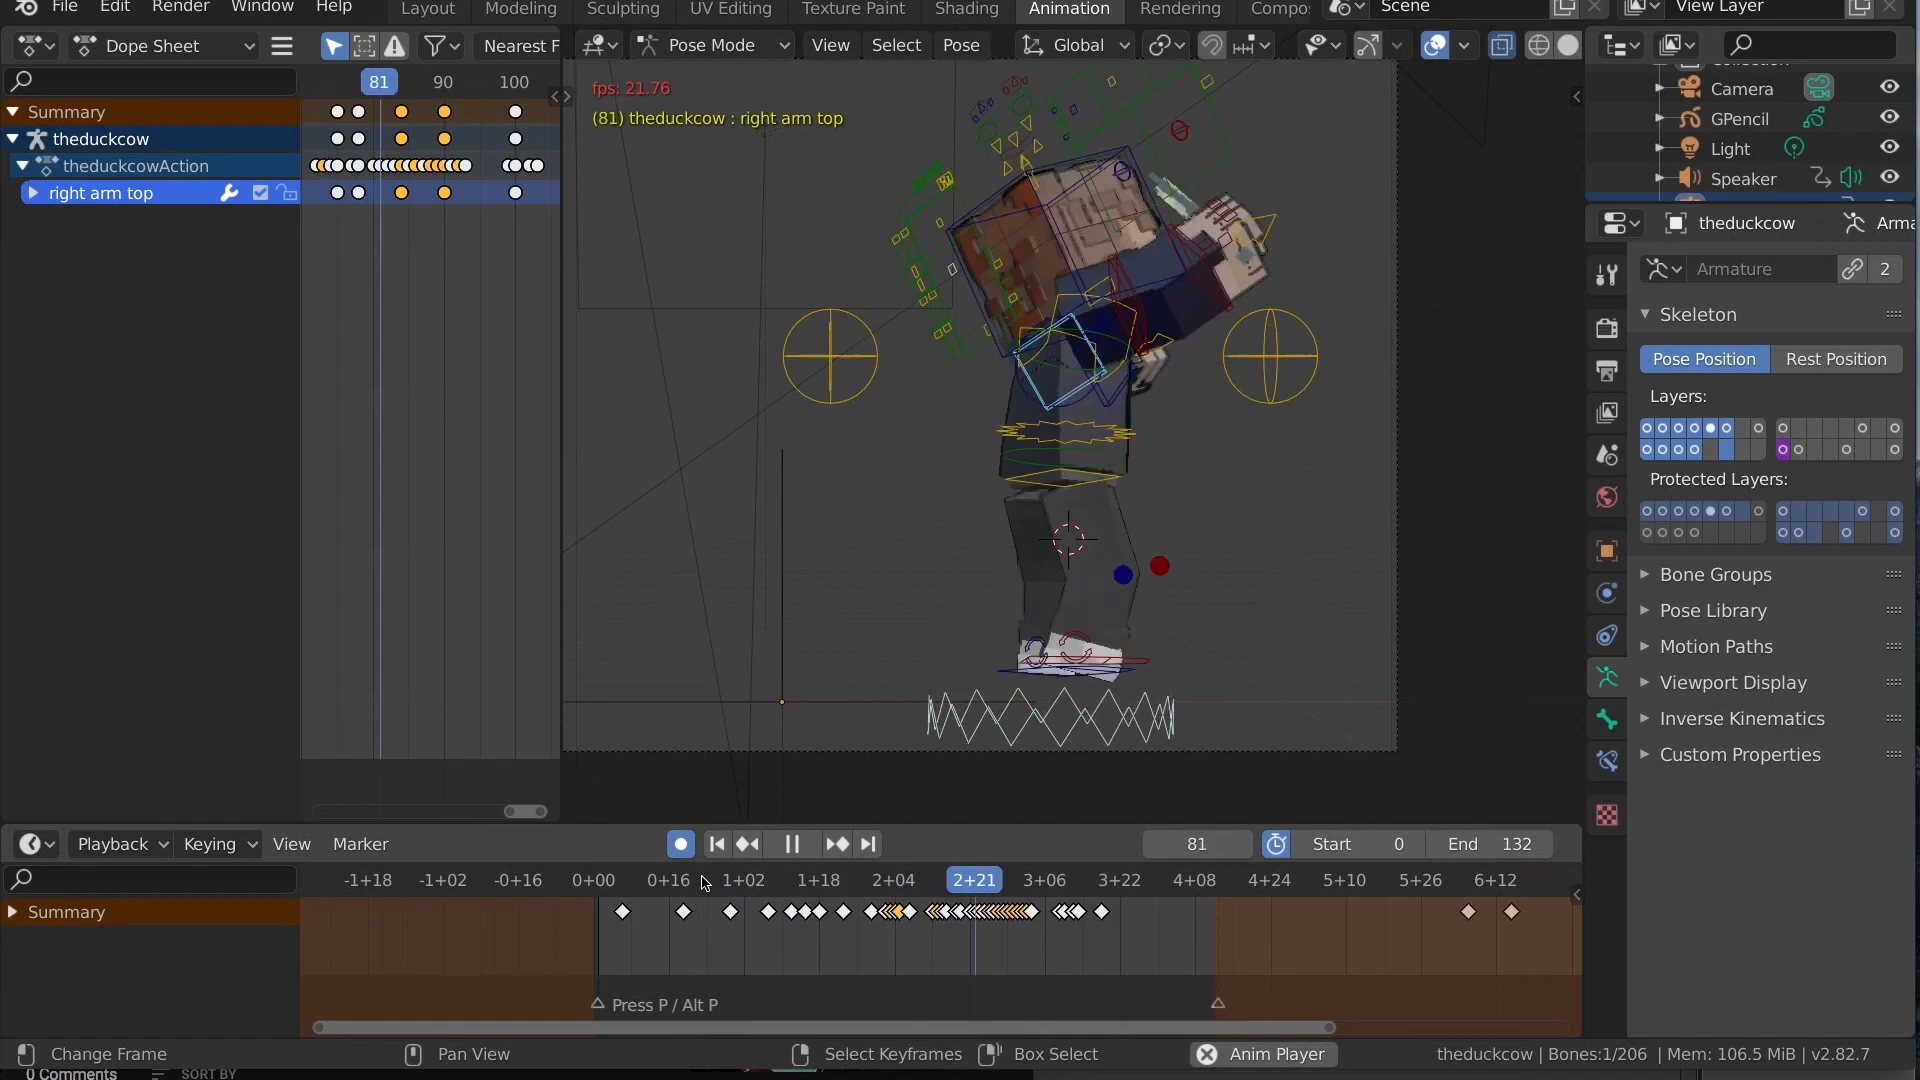 File Edit Render Window Help Layout Modeling Sculpting UV Editing Texture Paint Shading Animation Rendering Compo Scene View Layer
Dope Sheet Nearest F Pose Mode View Select Pose Global
81 90 100
fps: 21.76
(81) theduckcow : right arm top
Summary
theduckcow
theduckcowAction
right arm top
Camera
GPencil
Light
Speaker
theduckcow Arma
Armature 2
Skeleton
Pose Position Rest Position
Layers:
Protected Layers:
Bone Groups
Pose Library
Motion Paths
Viewport Display
Inverse Kinematics
Custom Properties
Playback Keying View Marker 81 Start 0 End 132
-1+18 -1+02 -0+16 0+00 0+16 1+02 1+18 2+04 2+21 3+06 3+22 4+08 4+24 5+10 5+26 6+12
Summary
Press P / Alt P
Change Frame Pan View Select Keyframes Box Select Anim Player theduckcow | Bones:1/206 | Mem: 106.5 MiB | v2.82.7
0 Comments SORT BY